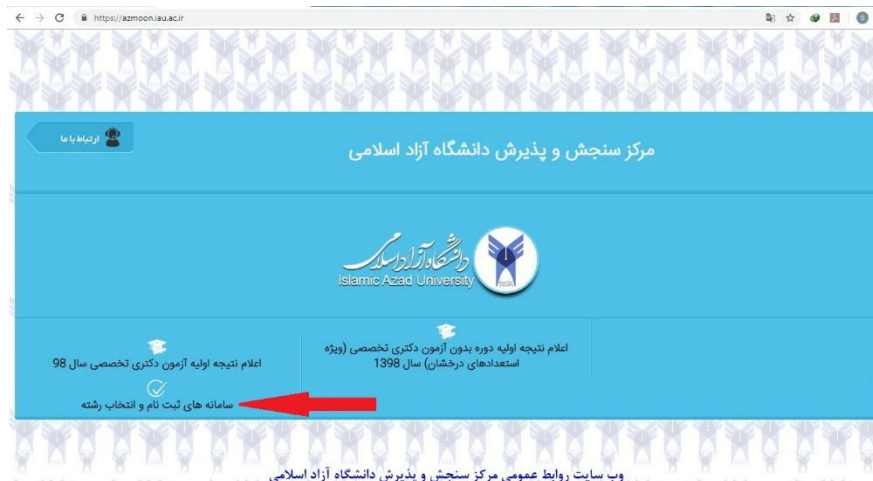 https://azmoon.iau.ac.ir
S
ارتباط با ما
مرکز سنجش و پذیرش دانشگاه آزاد اسلامی
دانشگاه آزاد اسلامی
Islamic Azad University
اعلام نتیجه اولیه دوره بدون آزمون دکتری تخصصی (ویژه
استعدادهای درخشان) سال 1398
اعلام نتیجه اولیه آزمون دکتری تخصصی سال 98
سامانه های ثبت نام و انتخاب رشته
وب سایت روابط عمومی مرکز سنجش و پذیرش دانشگاه آزاد اسلامی